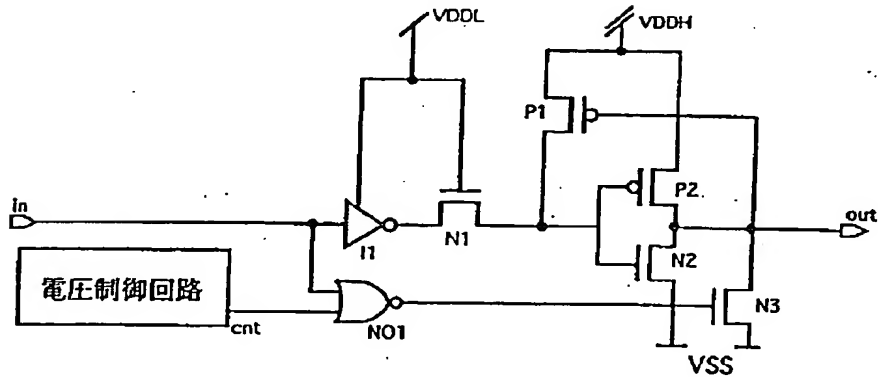 VDDL
VDDH
P1
in
P2
out
I1
N1
N2
電圧制御回路
cnt
NO1
N3
VSS